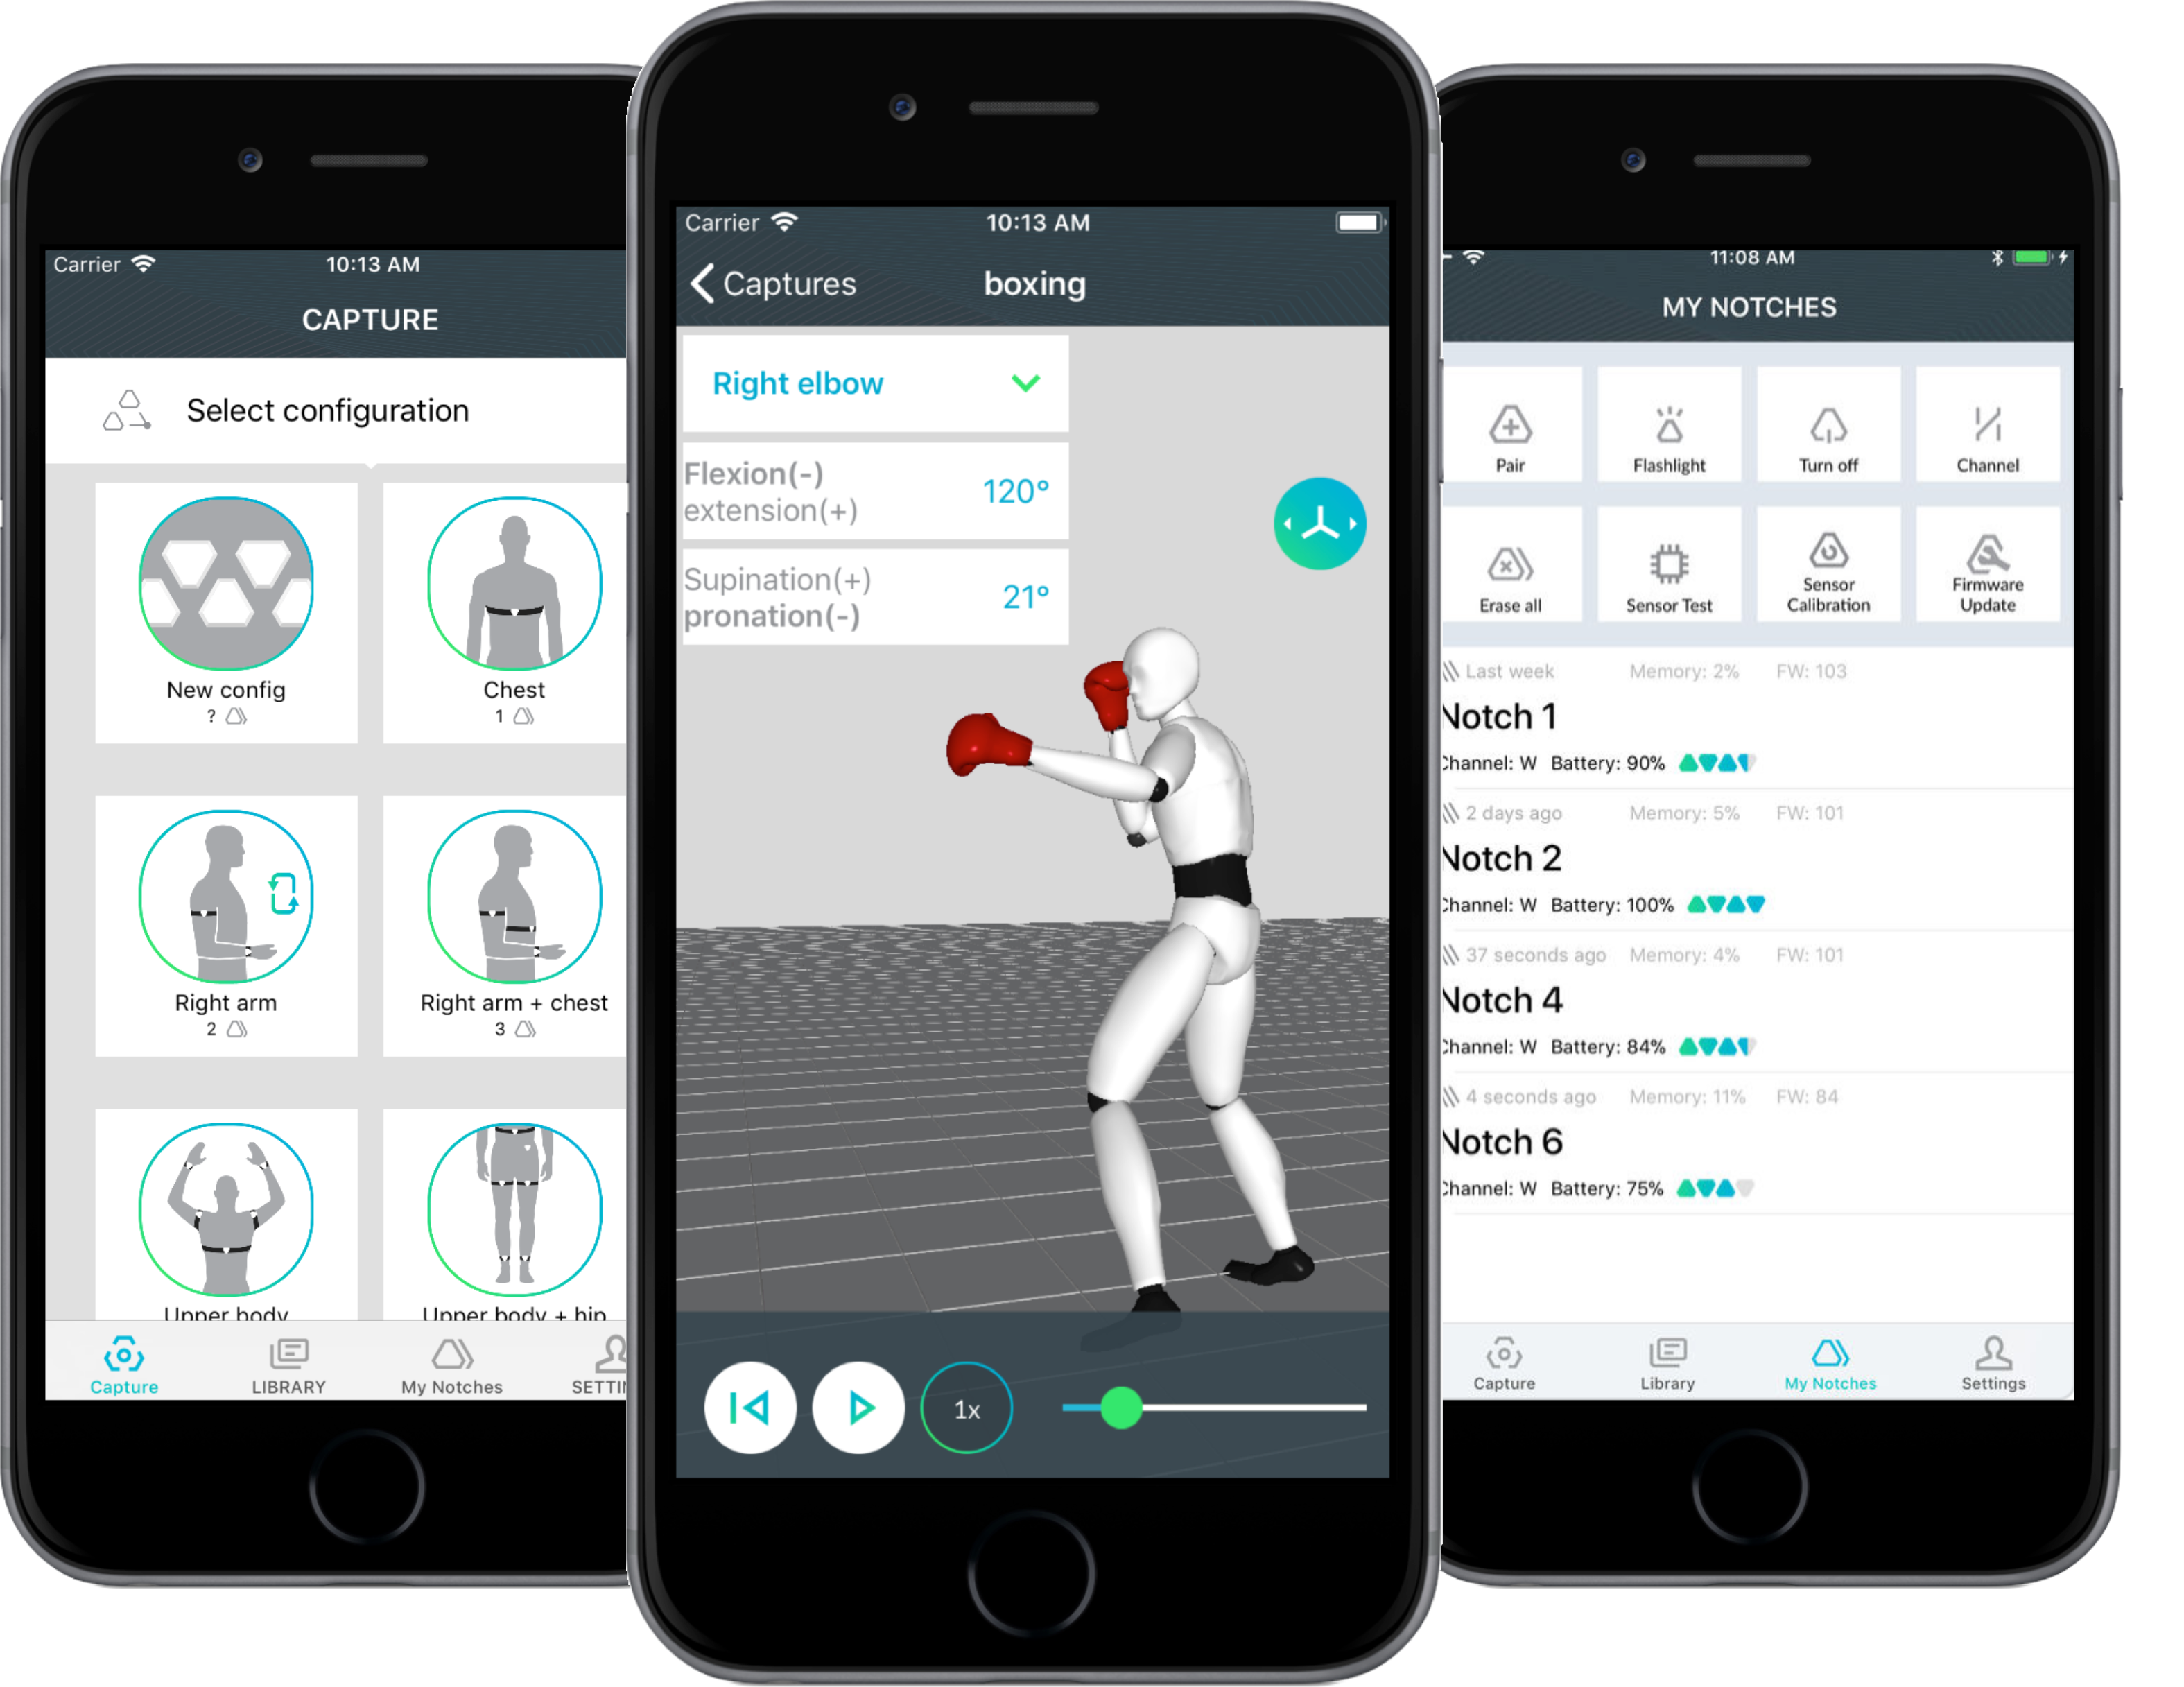 Carrier
10:13 AM
CAPTURE
Select configuration
New config
?
Chest
1
Right arm
2
Right arm + chest
3
Upper body
Upper body + hip
Capture
LIBRARY
My Notches
SETTIN
Carrier
10:13 AM
Captures
boxing
Right elbow
Flexion(-)
extension(+)
120°
Supination(+)
pronation(-)
21°
1x
11:08 AM
MY NOTCHES
Pair
Flashlight
Turn off
Channel
Erase all
Sensor Test
Sensor
Calibration
Firmware
Update
Last week Memory: 2% FW: 103
Notch 1
Channel: W Battery: 90%
2 days ago Memory: 5% FW: 101
Notch 2
Channel: W Battery: 100%
37 seconds ago Memory: 4% FW: 101
Notch 4
Channel: W Battery: 84%
4 seconds ago Memory: 11% FW: 84
Notch 6
Channel: W Battery: 75%
Capture
Library
My Notches
Settings